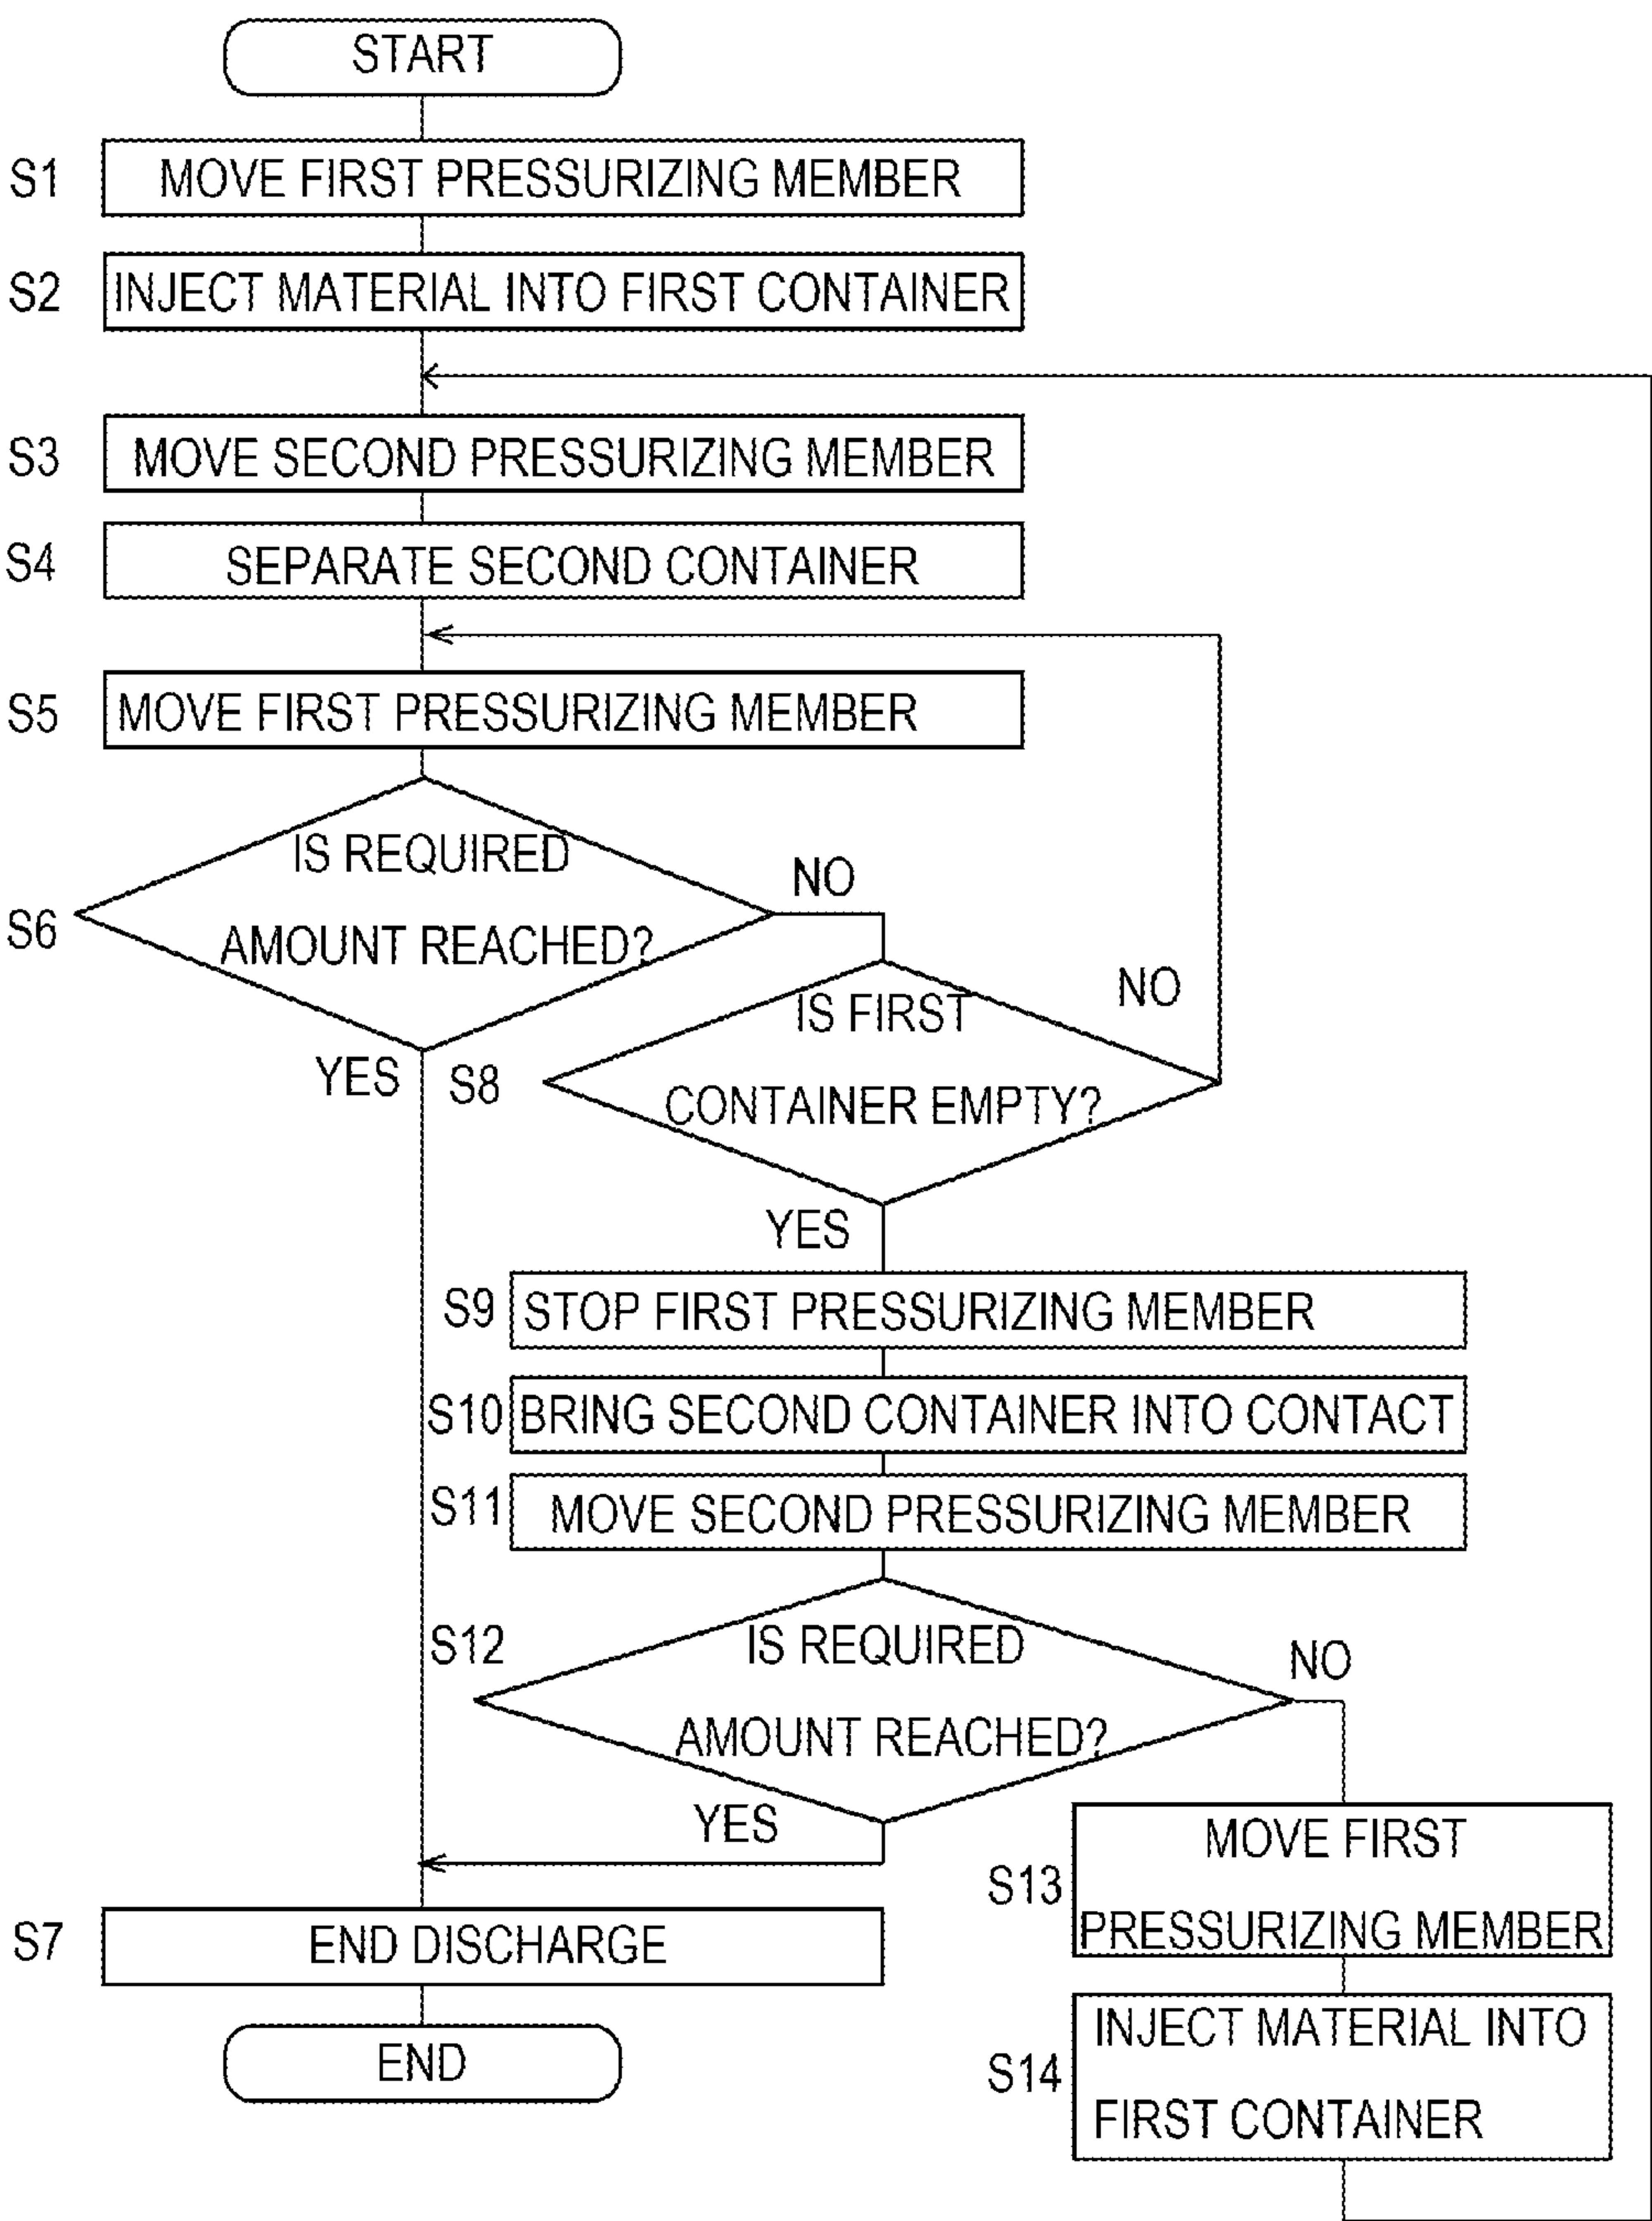 START
S1 MOVE FIRST PRESSURIZING MEMBER
S2 INJECT MATERIAL INTO FIRST CONTAINER
S3 MOVE SECOND PRESSURIZING MEMBER
S4 SEPARATE SECOND CONTAINER
S5 MOVE FIRST PRESSURIZING MEMBER
IS REQUIRED
NO
S6 AMOUNT REACHED?
IS FIRST
NO
YES
S8
CONTAINER EMPTY?
YES
S9 STOP FIRST PRESSURIZING MEMBER
S10 BRING SECOND CONTAINER INTO CONTACT
S11 MOVE SECOND PRESSURIZING MEMBER
S12
IS REQUIRED
NO
AMOUNT REACHED?
YES
MOVE FIRST
S13
PRESSURIZING MEMBER
S7 END DISCHARGE
INJECT MATERIAL INTO
S14
FIRST CONTAINER
END